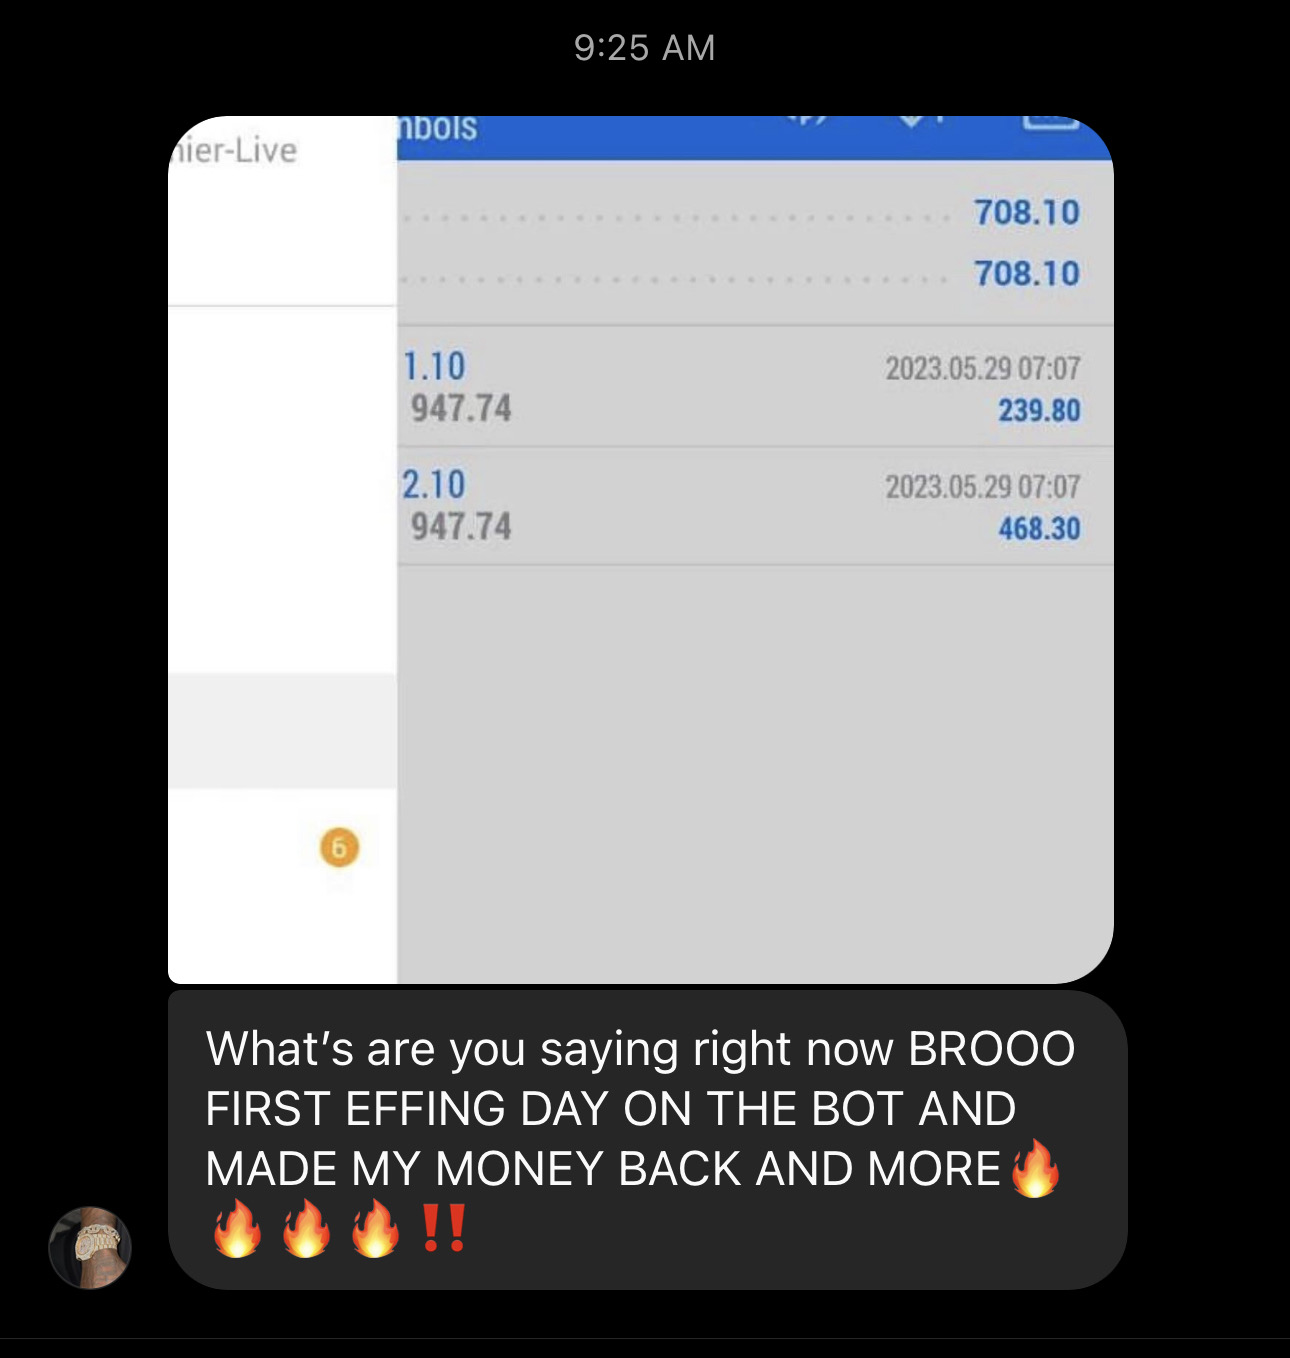 9:25 AM
nier-Live
nbols
708.10
708.10
1.10
2023.05.29 07:07
947.74
239.80
2.10
2023.05.29 07:07
947.74
468.30
6
What’s are you saying right now BROOO
FIRST EFFING DAY ON THE BOT AND
MADE MY MONEY BACK AND MORE🔥
🔥🔥🔥‼️